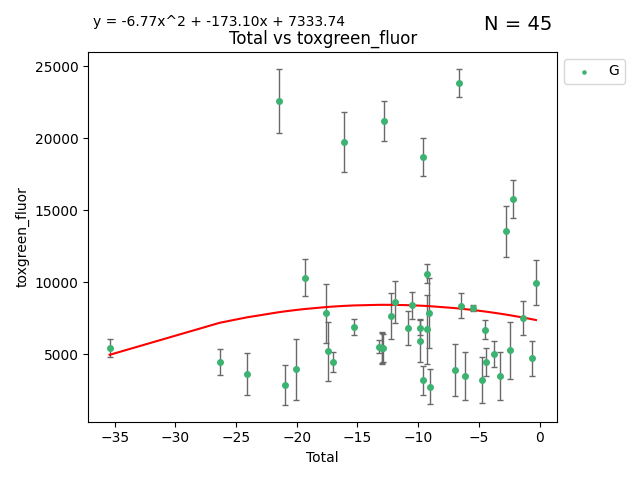 y = -6.77x^2 + -173.10x + 7333.74
N = 45
Total vs toxgreen_fluor
G
25000
20000
15000
10000
5000
toxgreen_fluor
−35 −30 −25 −20 −15 −10 −5 0
Total